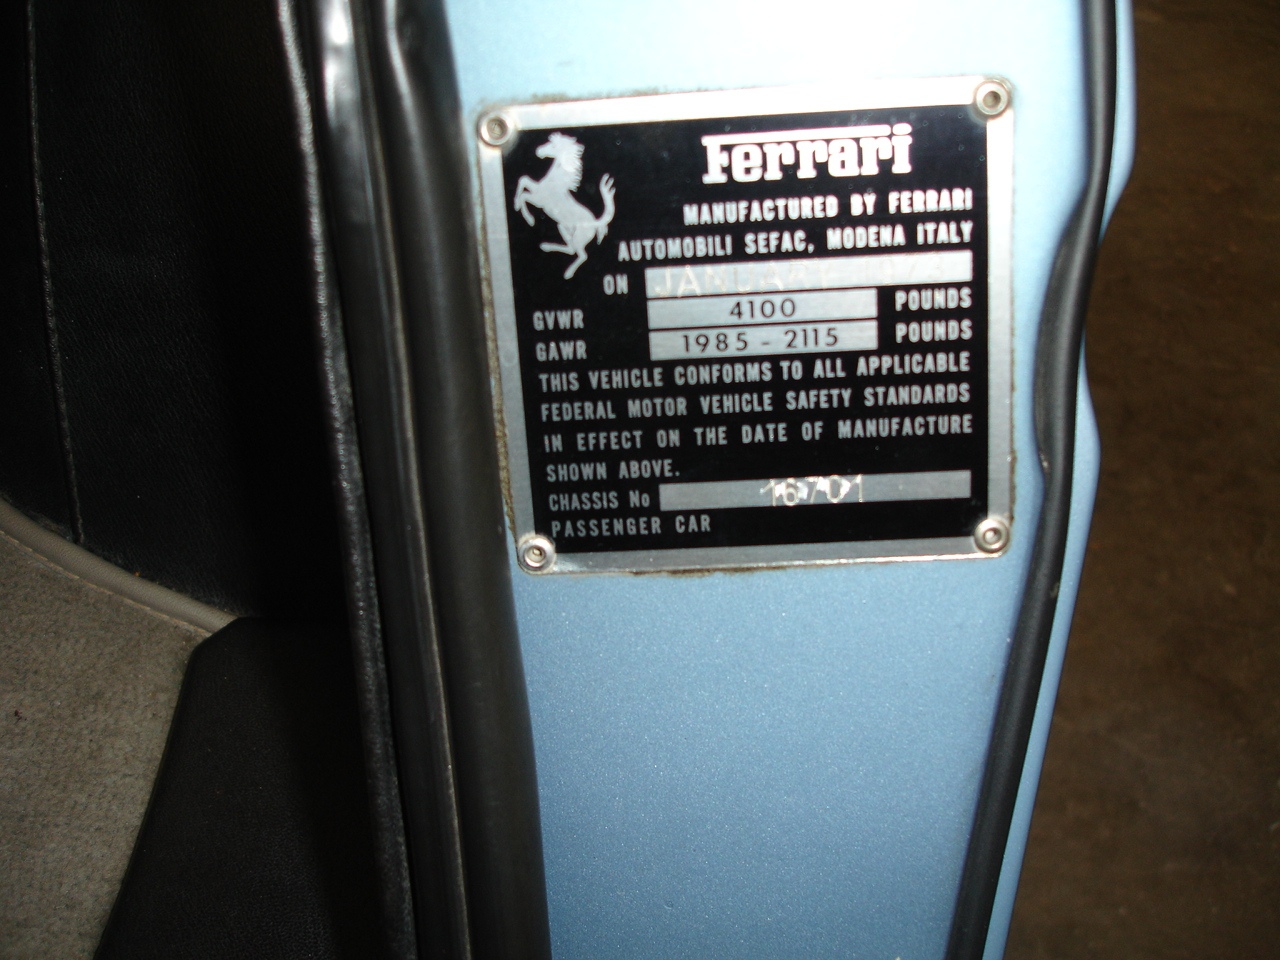 Ferrari
MANUFACTURED BY FERRARI
AUTOMOBILI SEFAC, MODENA ITALY
ON JANUARY
GVWR 4100 POUNDS
GAWR 1985 - 2115 POUNDS
THIS VEHICLE CONFORMS TO ALL APPLICABLE
FEDERAL MOTOR VEHICLE SAFETY STANDARDS
IN EFFECT ON THE DATE OF MANUFACTURE
SHOWN ABOVE.
CHASSIS No 16701
PASSENGER CAR